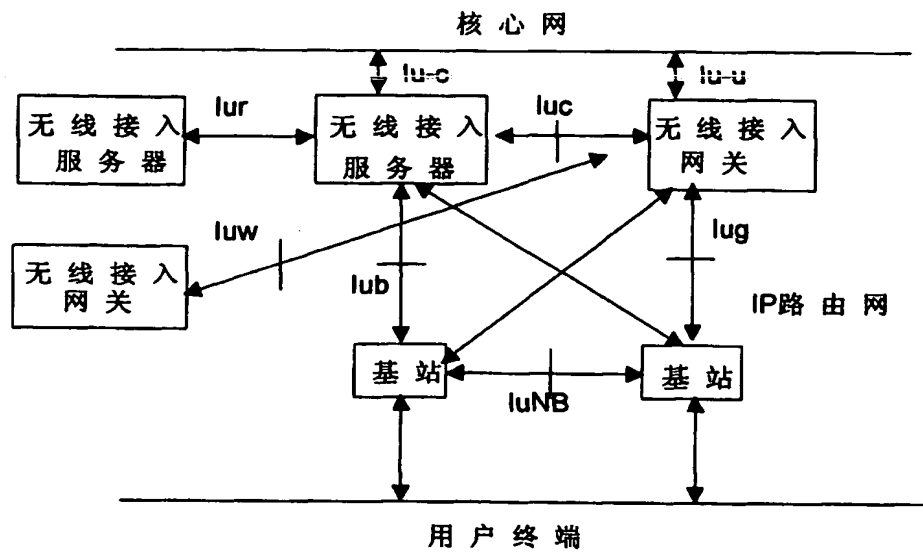 核心网
Iu-c
Iu-u
Iur
Iuc
无线接入
服务器
无线接入
服务器
无线接入
网关
Iuw
Iug
无线接入
网关
Iub
IP路由网
基站
基站
IuNB
用户终端